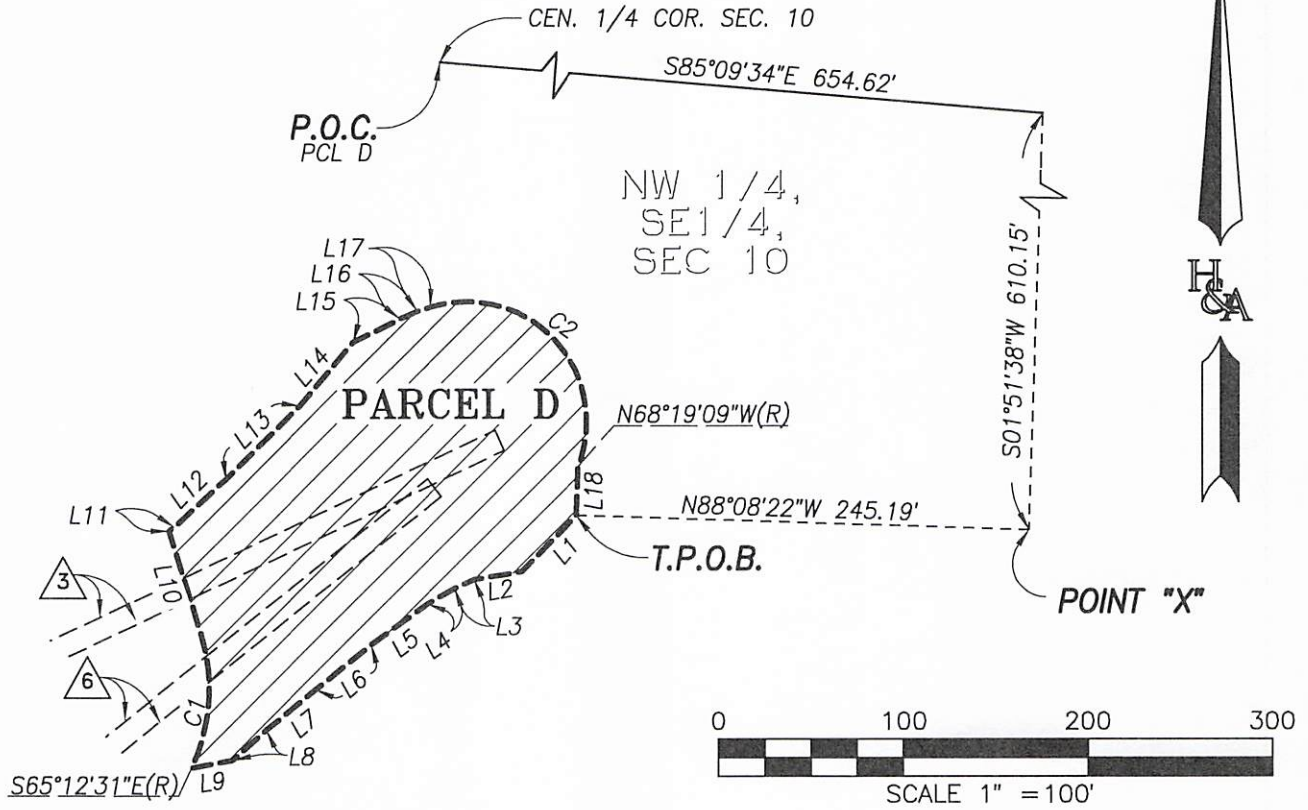 CEN. 1/4 COR. SEC. 10
S85°09'34"E 654.62'
P.O.C.
PCL D
NW 1/4,
SE1/4,
SEC 10
S01°51'38"W 610.15'
H&A
L17
L16
L15
C2
L14
PARCEL D
N68°19'09"W(R)
L13
L12
L18
N88°08'22"W 245.19'
L11
T.P.O.B.
L1
L10
L2
3
POINT "X"
L3
L4
L5
6
L6
C1
L7
L8
L9
S65°12'31"E(R)
0 100 200 300
SCALE 1" =100'